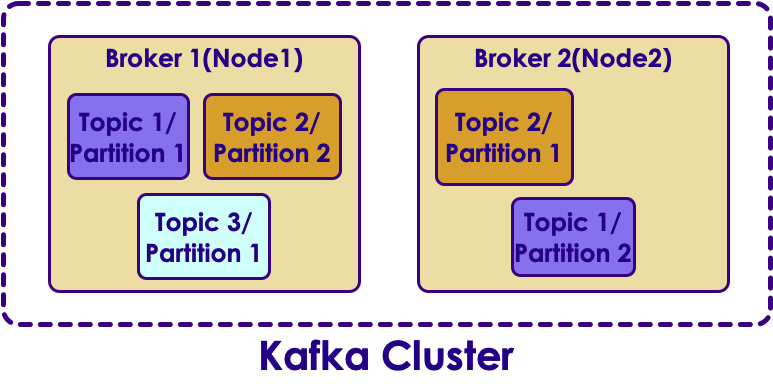 Broker 1(Node1)
Topic 1/
Partition 1
Topic 2/
Partition 2
Topic 3/
Partition 1
Broker 2(Node2)
Topic 2/
Partition 1
Topic 1/
Partition 2
Kafka Cluster